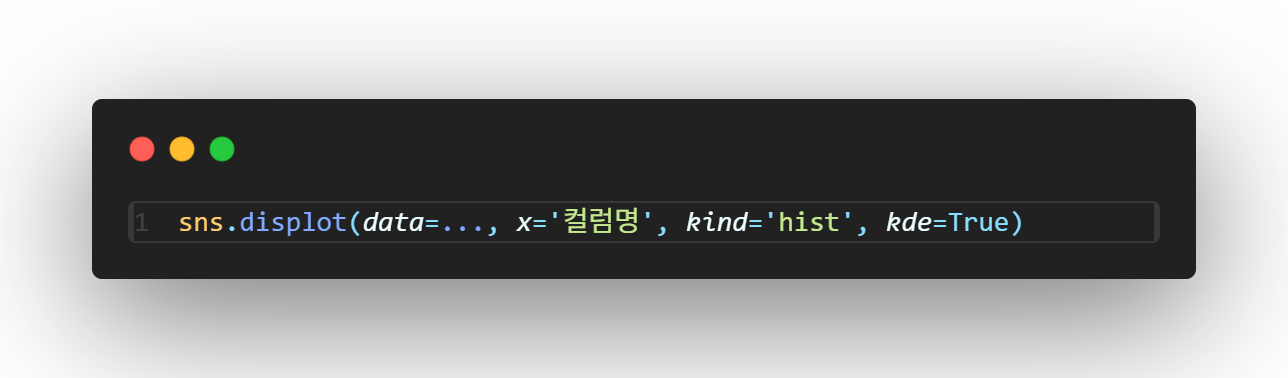 1 sns.displot(data=..., x='컬럼명', kind='hist', kde=True)